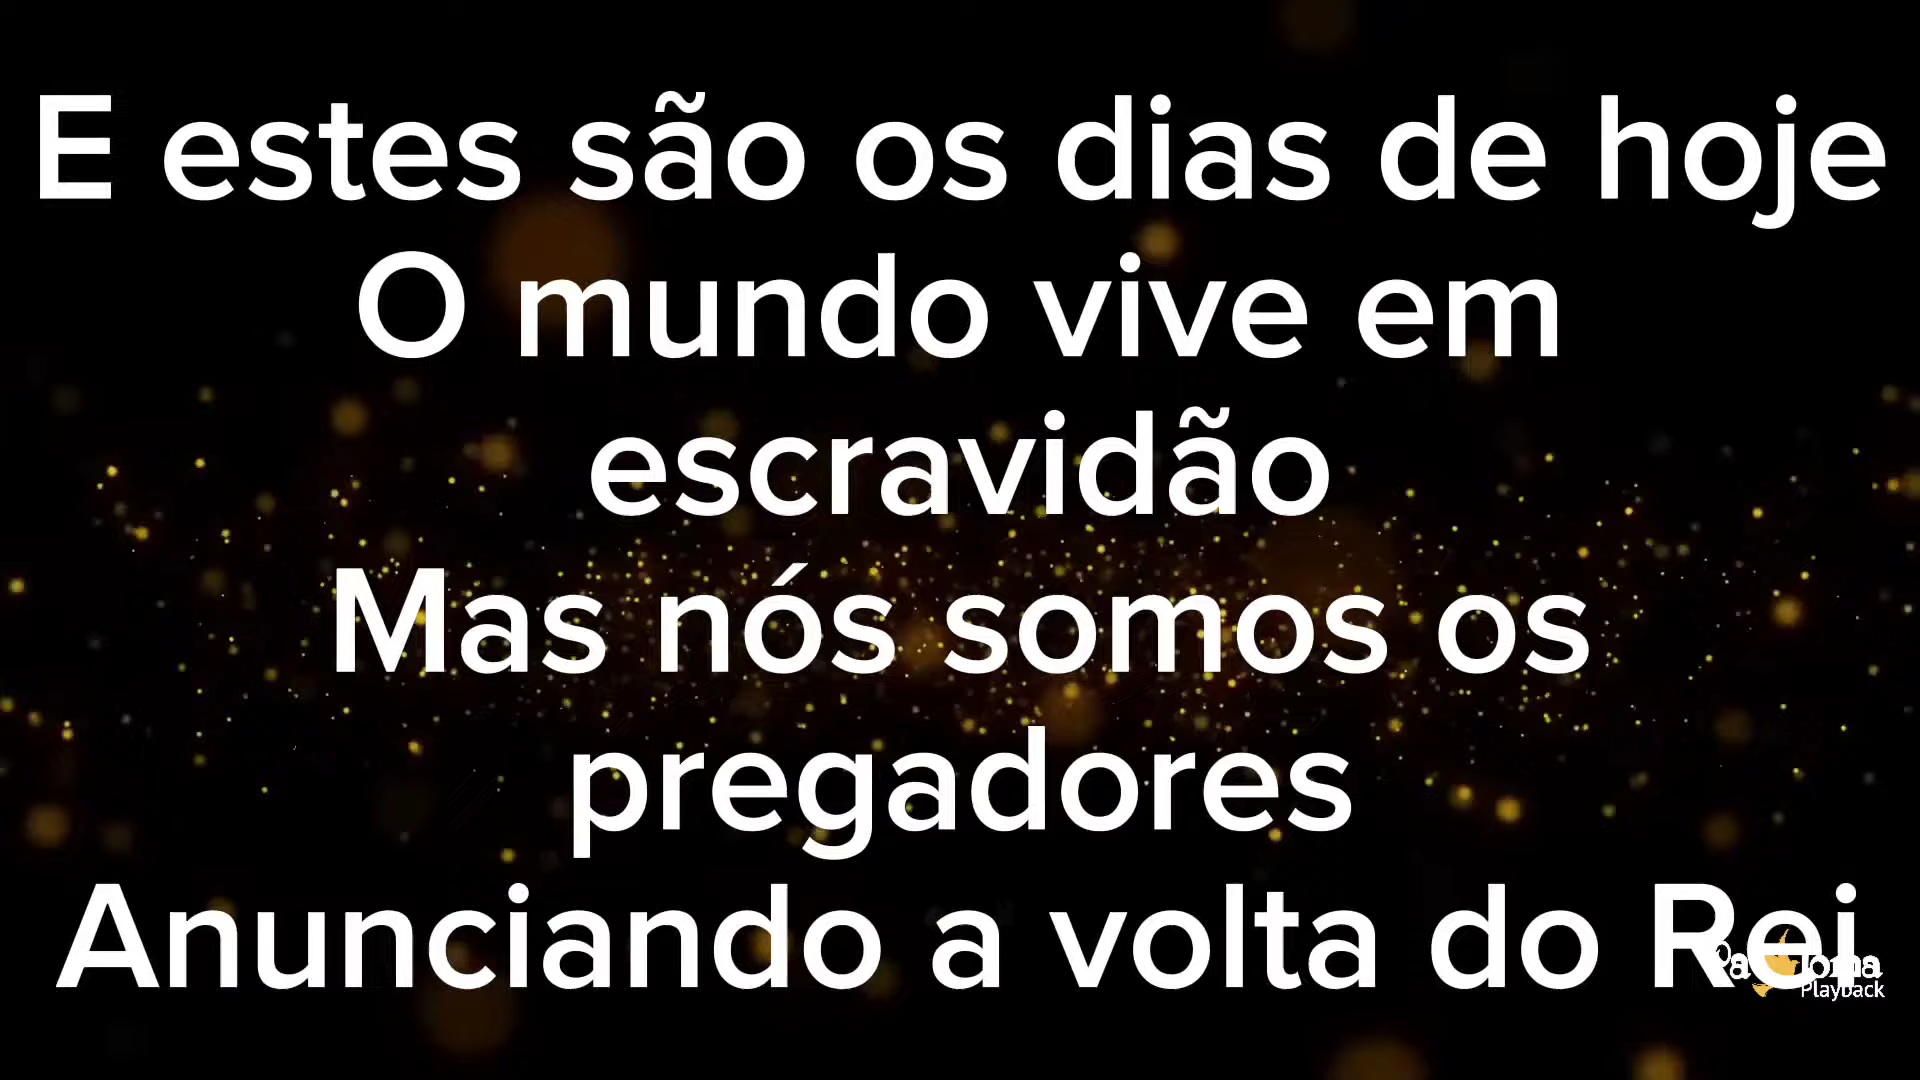 E estes são os dias de hoje
O mundo vive em
escravidão
Mas nós somos os
pregadores
Anunciando a volta do Rei
Playback